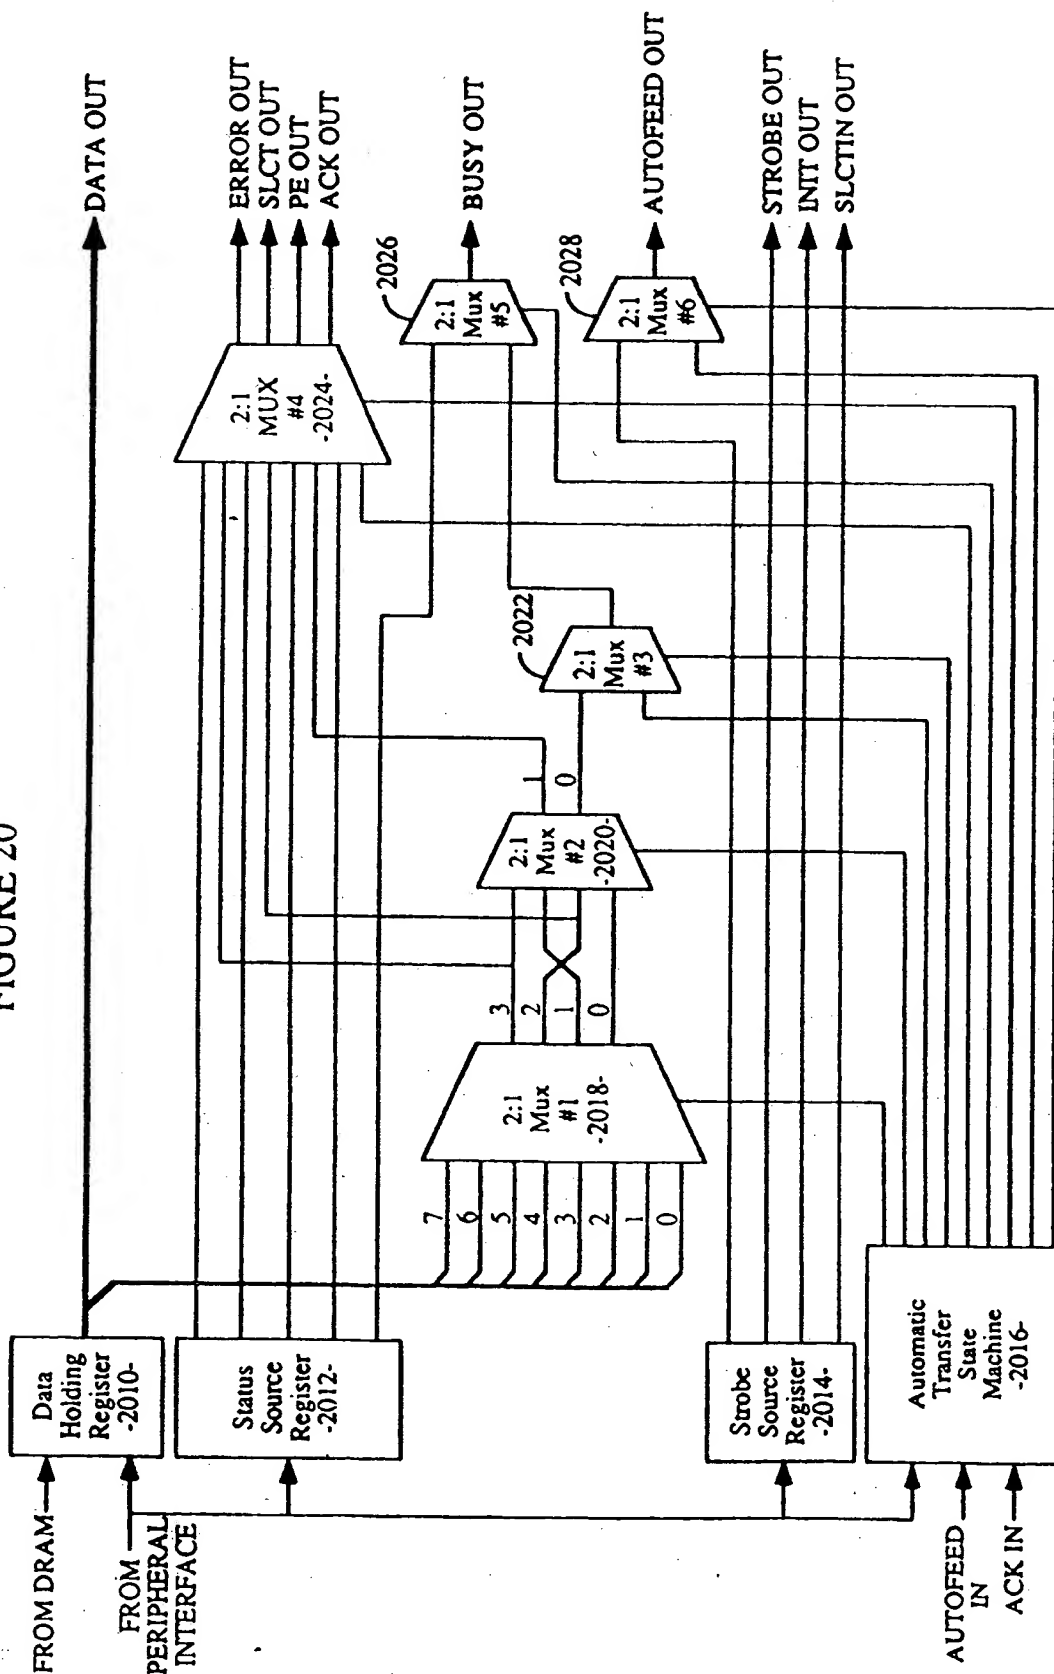 FIGURE 20
FROM DRAM
FROM
PERIPHERAL
INTERFACE
Data
Holding
Register
-2010-
DATA OUT
Status
Source
Register
-2012-
2:1
MUX
#4
-2024-
ERROR OUT
SLCT OUT
PE OUT
ACK OUT
7
6
5
4
3
2
1
0
2:1
Mux
#1
-2018-
3
2
1
0
2:1
Mux
#2
-2020-
1
0
2022
2:1
Mux
#3
2026
2:1
Mux
#5
BUSY OUT
2028
2:1
Mux
#6
AUTOFEED OUT
Strobe
Source
Register
-2014-
STROBE OUT
INIT OUT
SLCTIN OUT
AUTOFEED
IN
ACK IN
Automatic
Transfer
State
Machine
-2016-